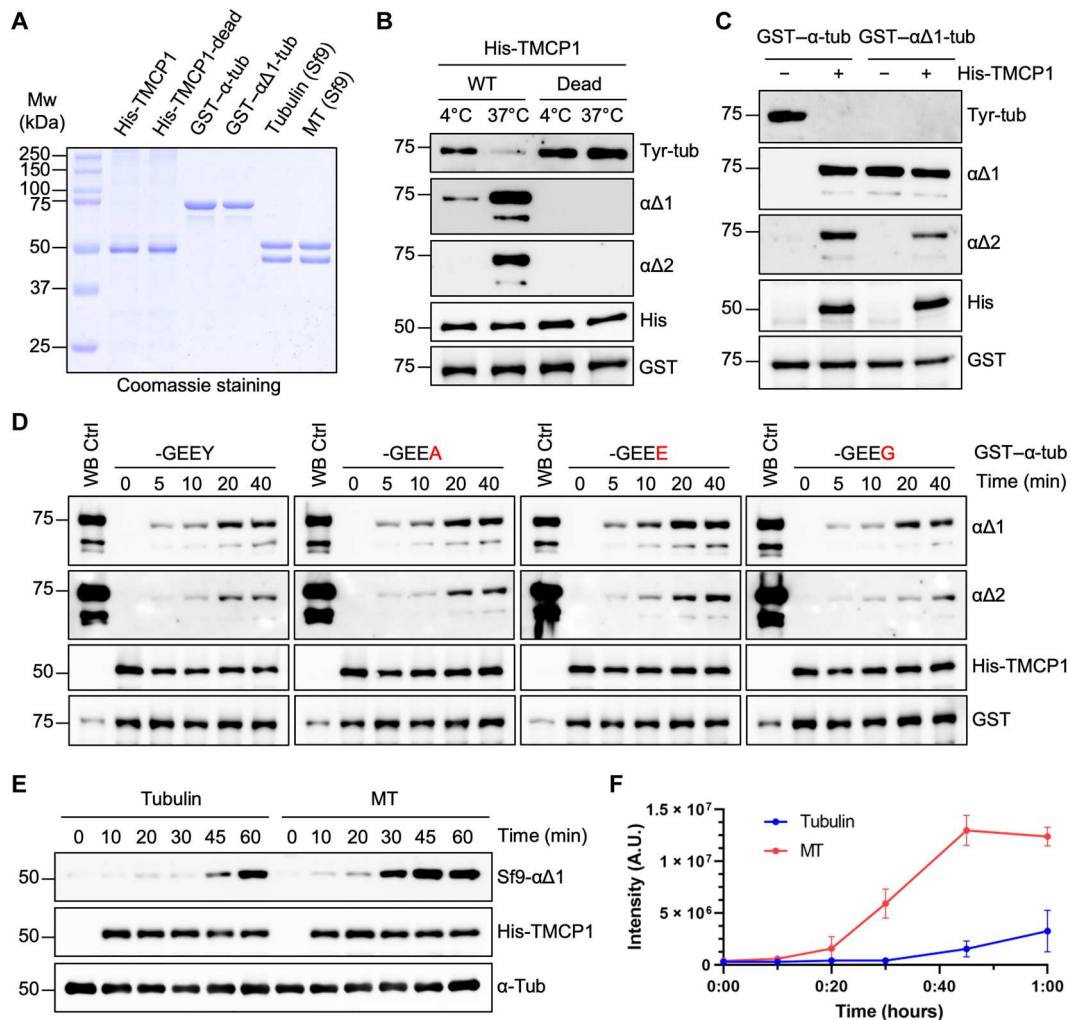 A
Mw
(kDa)
His-TMCP1
His-TMCP1-dead
GST–α-tub
GST–αΔ1-tub
Tubulin (Sf9)
MT (Sf9)
250
150
100
75
50
37
25
Coomassie staining
B
His-TMCP1
WT Dead
4°C 37°C 4°C 37°C
75 Tyr-tub
75 αΔ1
75 αΔ2
50 His
75 GST
C
GST–α-tub GST–αΔ1-tub
– + – + His-TMCP1
75 Tyr-tub
75 αΔ1
75 αΔ2
50 His
75 GST
D
WB Ctrl -GEEY WB Ctrl -GEEA WB Ctrl -GEEE WB Ctrl -GEEG GST–α-tub
0 5 10 20 40 0 5 10 20 40 0 5 10 20 40 0 5 10 20 40 Time (min)
75 αΔ1
75 αΔ2
50 His-TMCP1
75 GST
E
Tubulin MT
0 10 20 30 45 60 0 10 20 30 45 60 Time (min)
50 Sf9-αΔ1
50 His-TMCP1
50 α-Tub
F
Intensity (A.U.)
1.5 × 10⁷
1 × 10⁷
5 × 10⁶
0
Tubulin
MT
0:00 0:20 0:40 1:00
Time (hours)